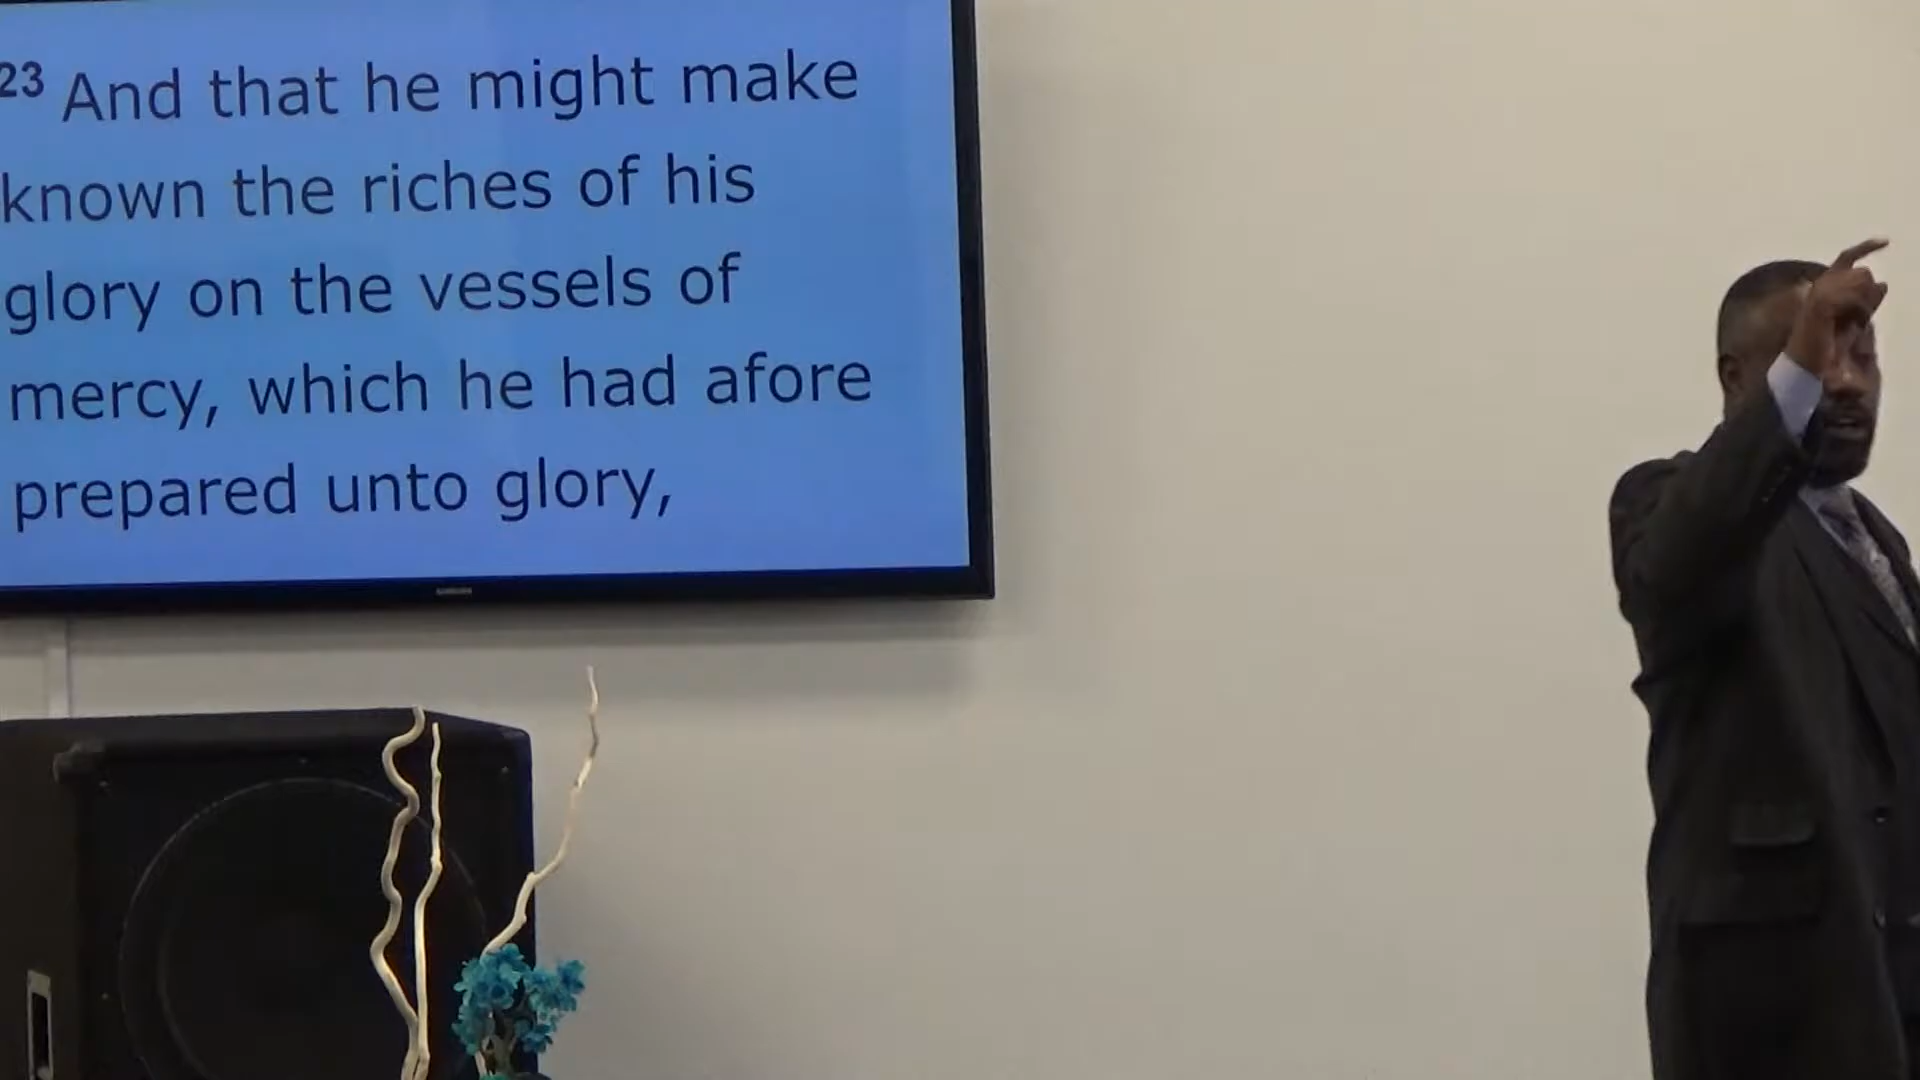 23 And that he might make
known the riches of his
glory on the vessels of
mercy, which he had afore
prepared unto glory,
SAMSUNG